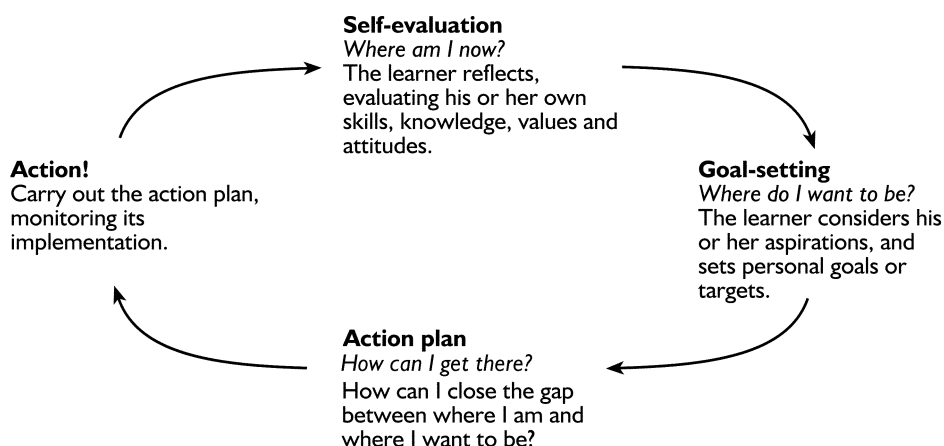 Self-evaluation
Where am I now?
The learner reflects,
evaluating his or her own
skills, knowledge, values and
attitudes.
Action!
Carry out the action plan,
monitoring its
implementation.
Goal-setting
Where do I want to be?
The learner considers his
or her aspirations, and
sets personal goals or
targets.
Action plan
How can I get there?
How can I close the gap
between where I am and
where I want to be?